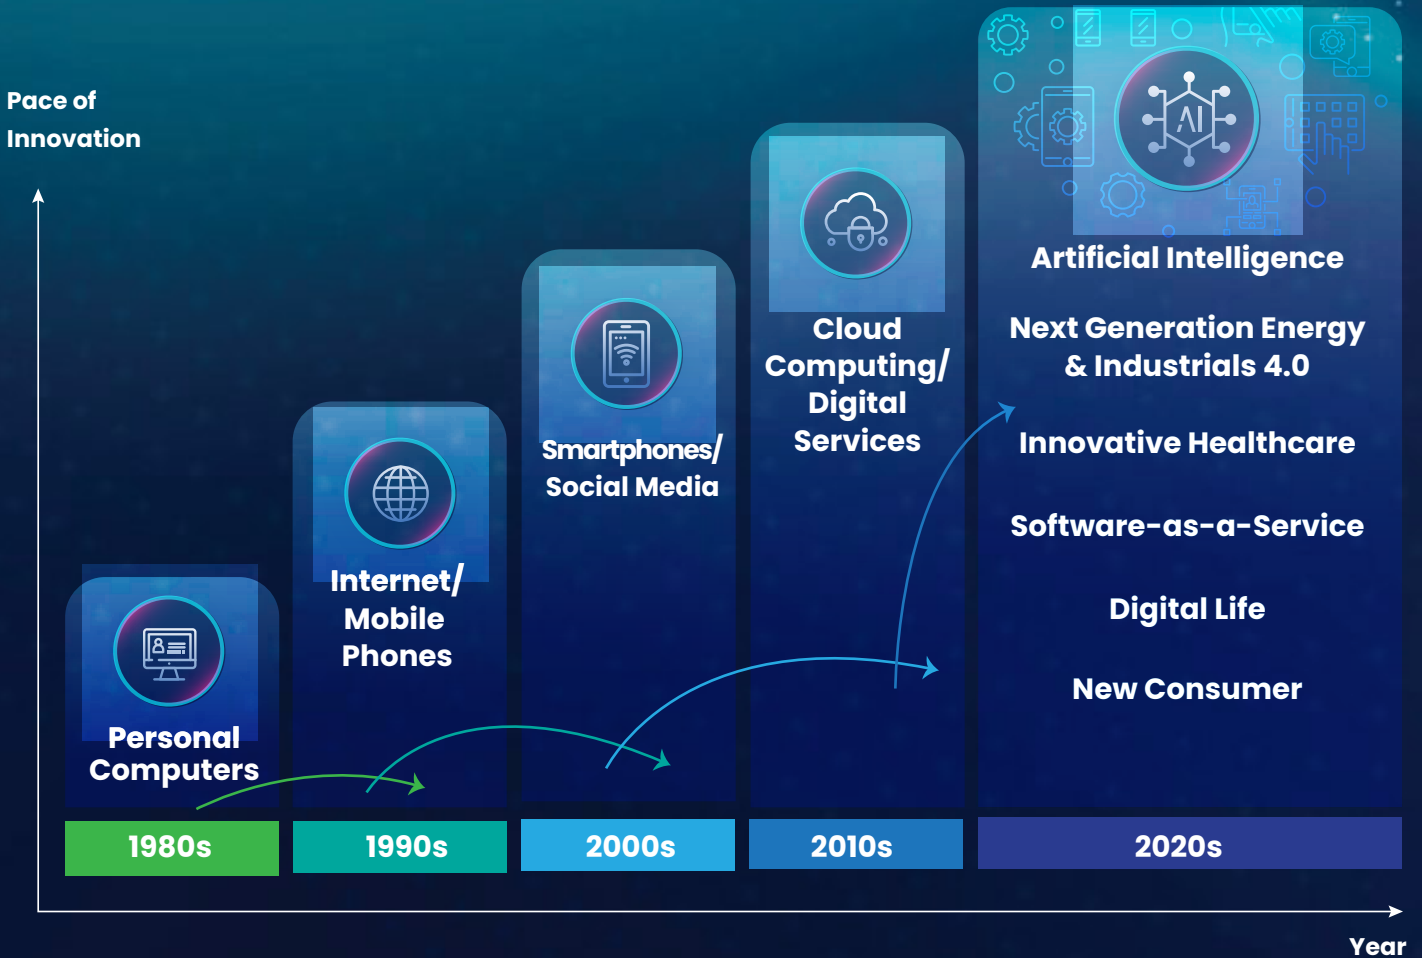 Pace of
Innovation
Personal
Computers
Internet/
Mobile
Phones
Smartphones/
Social Media
Cloud
Computing/
Digital
Services
AI
Artificial Intelligence
Next Generation Energy
& Industrials 4.0
Innovative Healthcare
Software-as-a-Service
Digital Life
New Consumer
1980s
1990s
2000s
2010s
2020s
Year